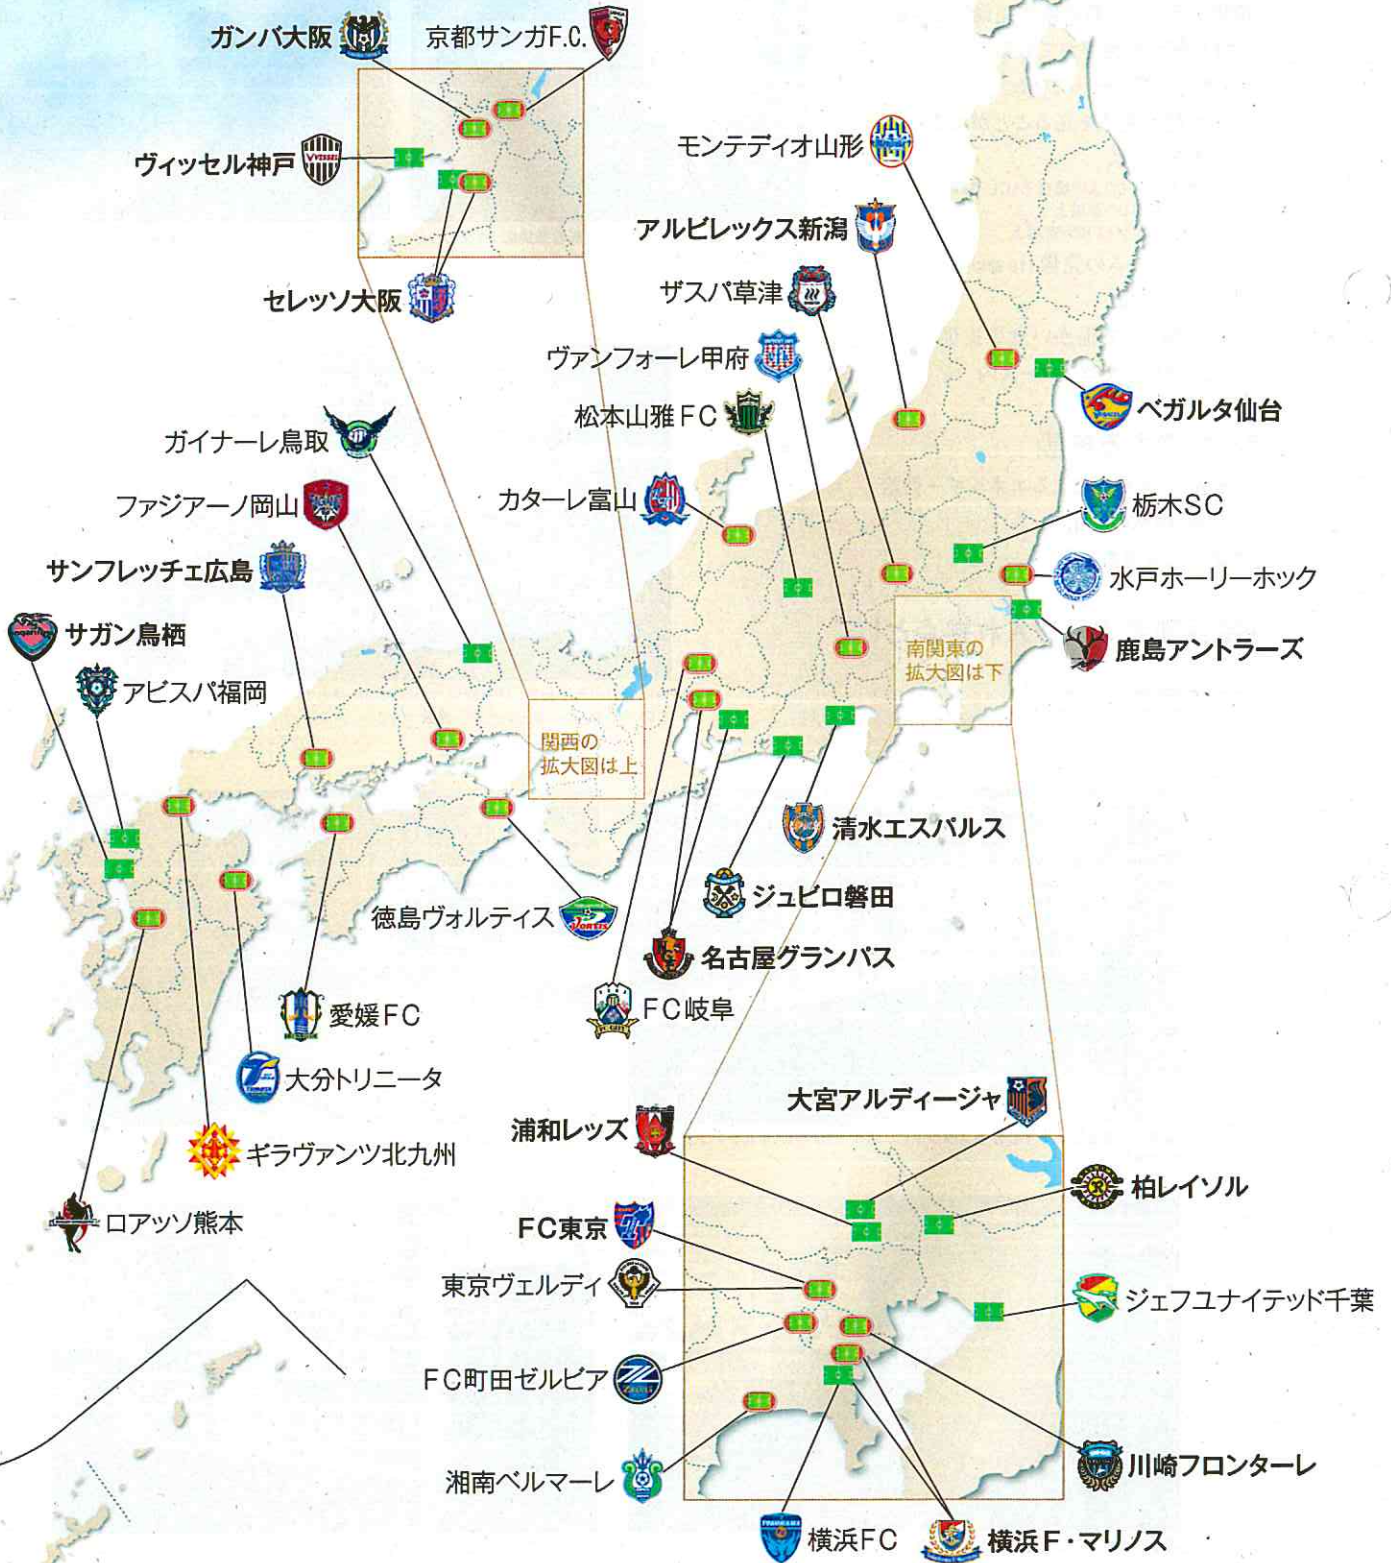 ガンバ大阪
京都サンガF.C.
ヴィッセル神戸
セレッソ大阪
モンテディオ山形
アルビレックス新潟
ザスパ草津
ヴァンフォーレ甲府
松本山雅FC
カターレ富山
ベガルタ仙台
栃木SC
水戸ホーリーホック
鹿島アントラーズ
ガイナーレ鳥取
ファジアーノ岡山
サンフレッチェ広島
サガン鳥栖
アビスパ福岡
関西の
拡大図は上
南関東の
拡大図は下
清水エスパルス
ジュビロ磐田
名古屋グランパス
FC岐阜
徳島ヴォルティス
愛媛FC
大分トリニータ
ギラヴァンツ北九州
ロアッソ熊本
大宮アルディージャ
浦和レッズ
柏レイソル
FC東京
東京ヴェルディ
ジェフユナイテッド千葉
FC町田ゼルビア
湘南ベルマーレ
川崎フロンターレ
横浜FC
横浜F・マリノス